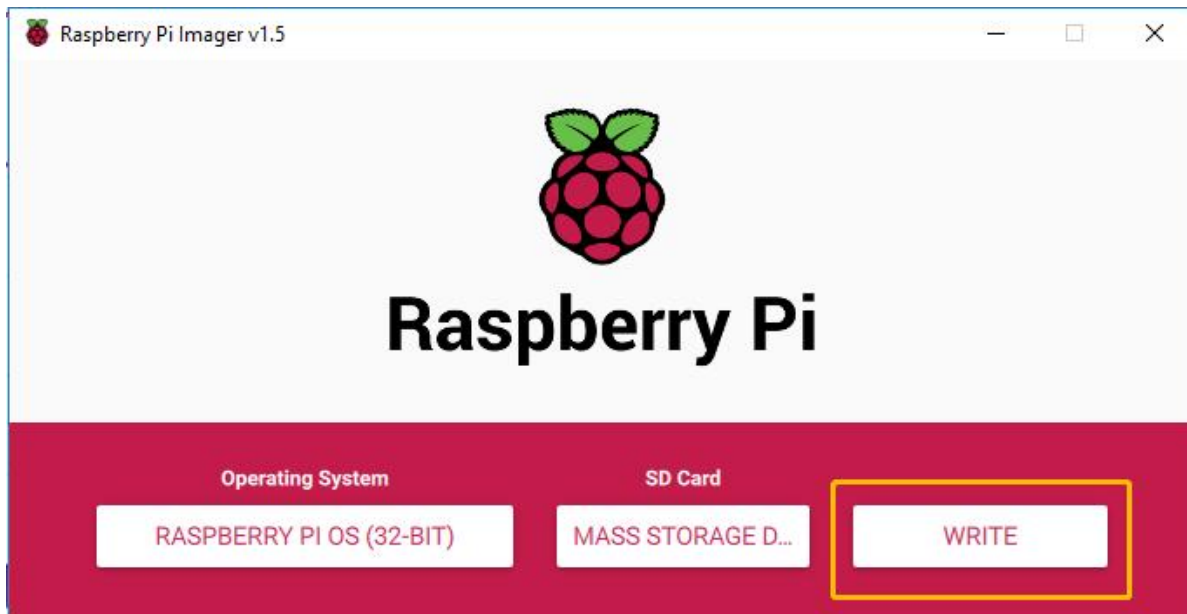 Raspberry Pi Imager v1.5
Raspberry Pi
Operating System
SD Card
RASPBERRY PI OS (32-BIT)
MASS STORAGE D...
WRITE